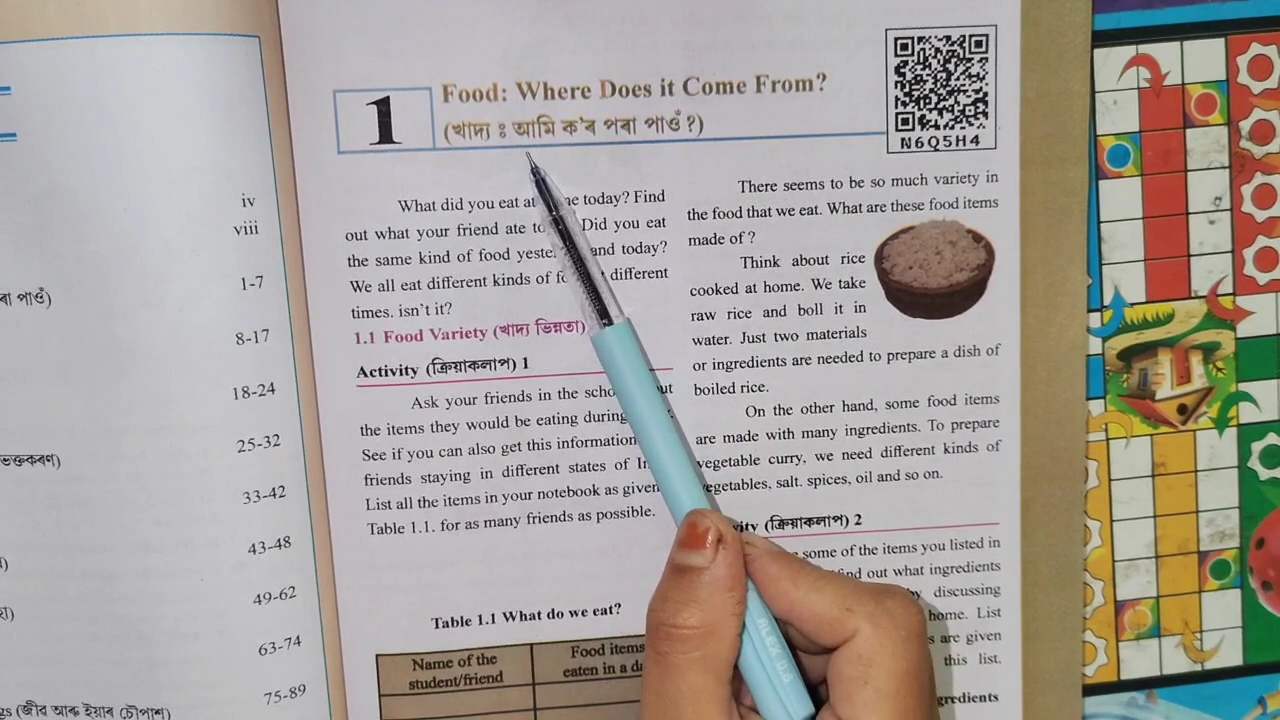 iv
viii
1-7
ৰা পাওঁ)
8-17
18-24
25-32
33-42
43-48
49-62
63-74
75-89
(জীৱ আৰু ইয়াৰ চৌপাশ)
1
Food: Where Does it Come From?
(খাদ্য ঃ আমি ক'ৰ পৰা পাওঁ?)
N6Q5H4
What did you eat at today? Find
out what your friend ate Did you eat
the same kind of food and today?
We all eat different kinds of different
times. isn't it?
1.1 Food Variety (খাদ্য ভিন্নতা)
Activity (ক্ৰিয়াকলাপ) 1
Ask your friends in the
the items they would be eating during
See if you can also get this information
friends staying in different states of
List all the items in your notebook as given
Table 1.1. for as many friends as possible.
Table 1.1 What do we eat?
Name of the
student/friend
Food items
eaten in a
There seems to be so much variety in
the food that we eat. What are these food items
made of ?
Think about rice
cooked at home. We take
raw rice and boll it in
water. Just two materials
or ingredients are needed to prepare a dish of
boiled rice.
On the other hand, some food items
are made with many ingredients. To prepare
vegetable curry, we need different kinds of
vegetables, salt. spices, oil and so on.
(ক্ৰিয়াকলাপ) 2
some of the items you listed in
find out what ingredients
by discussing
home. List
are given
this list.
ALEX 0.6